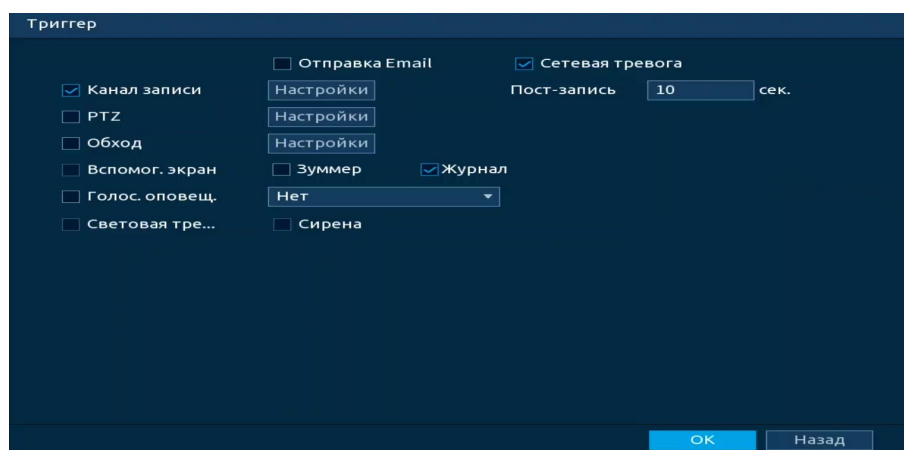 Триггер
Отправка Email Сетевая тревога
Канал записи Настройки Пост-запись 10 сек.
PTZ Настройки
Обход Настройки
Вспомог. экран Зуммер Журнал
Голос. оповещ. Нет
Световая тре... Сирена
OK Назад